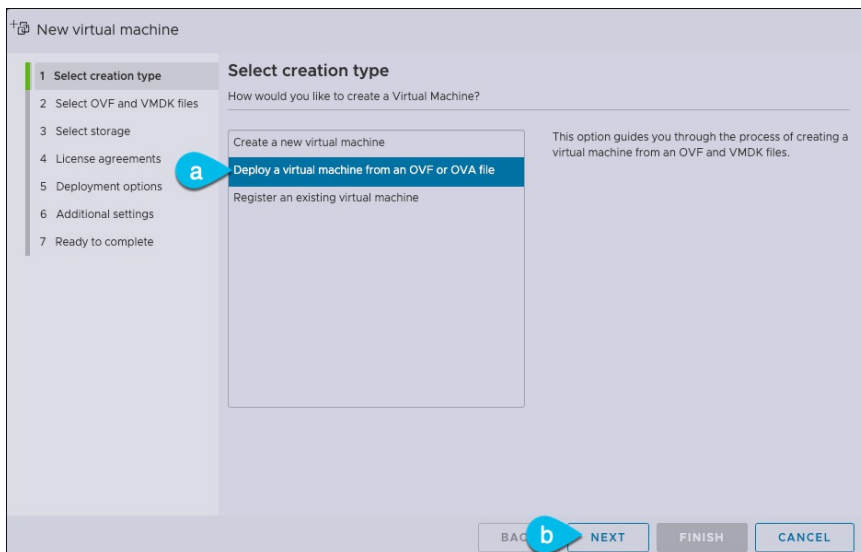 New virtual machine
1 Select creation type
2 Select OVF and VMDK files
3 Select storage
4 License agreements
5 Deployment options
6 Additional settings
7 Ready to complete
Select creation type
How would you like to create a Virtual Machine?
Create a new virtual machine
a
Deploy a virtual machine from an OVF or OVA file
Register an existing virtual machine
This option guides you through the process of creating a
virtual machine from an OVF and VMDK files.
b
NEXT
FINISH
CANCEL